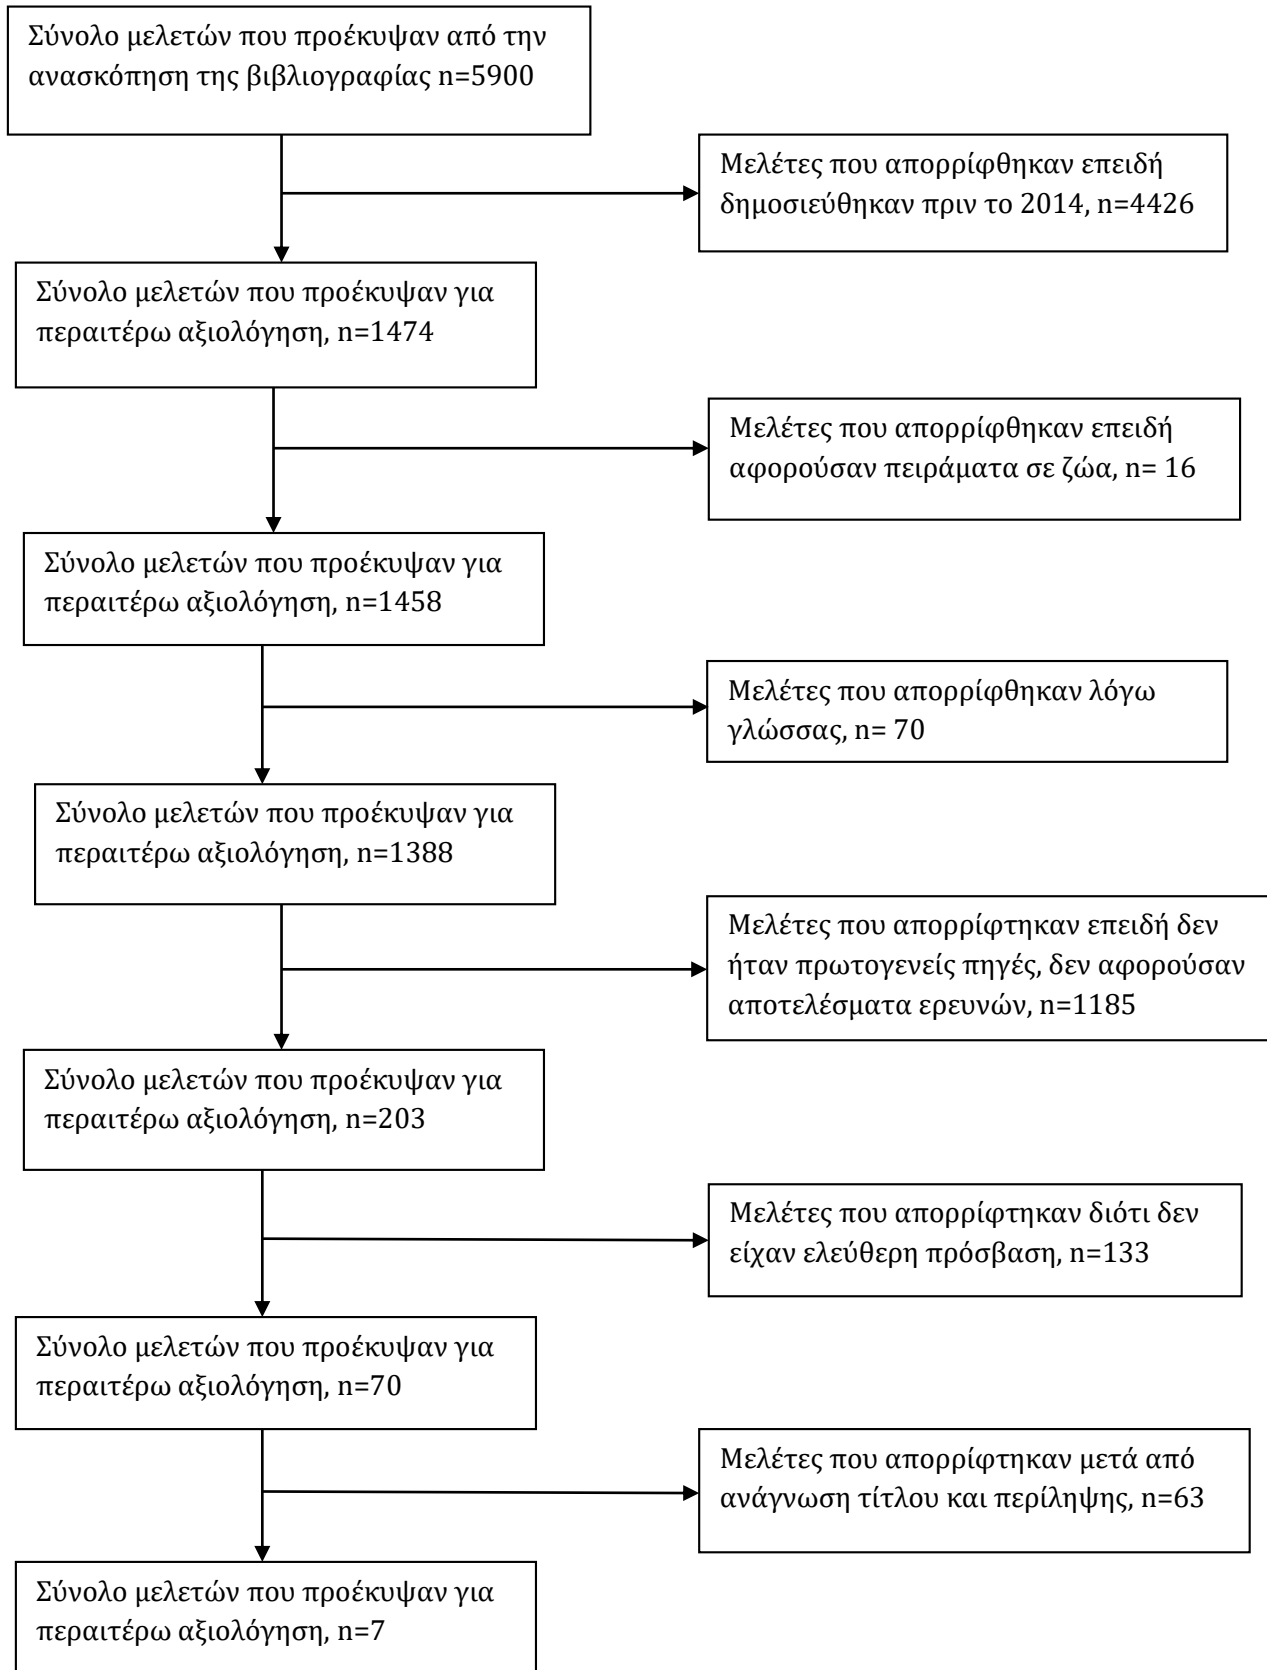 Σύνολο μελετών που προέκυψαν από την
ανασκόπηση της βιβλιογραφίας n=5900
Μελέτες που απορρίφθηκαν επειδή
δημοσιεύθηκαν πριν το 2014, n=4426
Σύνολο μελετών που προέκυψαν για
περαιτέρω αξιολόγηση, n=1474
Μελέτες που απορρίφθηκαν επειδή
αφορούσαν πειράματα σε ζώα, n= 16
Σύνολο μελετών που προέκυψαν για
περαιτέρω αξιολόγηση, n=1458
Μελέτες που απορρίφθηκαν λόγω
γλώσσας, n= 70
Σύνολο μελετών που προέκυψαν για
περαιτέρω αξιολόγηση, n=1388
Μελέτες που απορρίφτηκαν επειδή δεν
ήταν πρωτογενείς πηγές, δεν αφορούσαν
αποτελέσματα ερευνών, n=1185
Σύνολο μελετών που προέκυψαν για
περαιτέρω αξιολόγηση, n=203
Μελέτες που απορρίφτηκαν διότι δεν
είχαν ελεύθερη πρόσβαση, n=133
Σύνολο μελετών που προέκυψαν για
περαιτέρω αξιολόγηση, n=70
Μελέτες που απορρίφτηκαν μετά από
ανάγνωση τίτλου και περίληψης, n=63
Σύνολο μελετών που προέκυψαν για
περαιτέρω αξιολόγηση, n=7